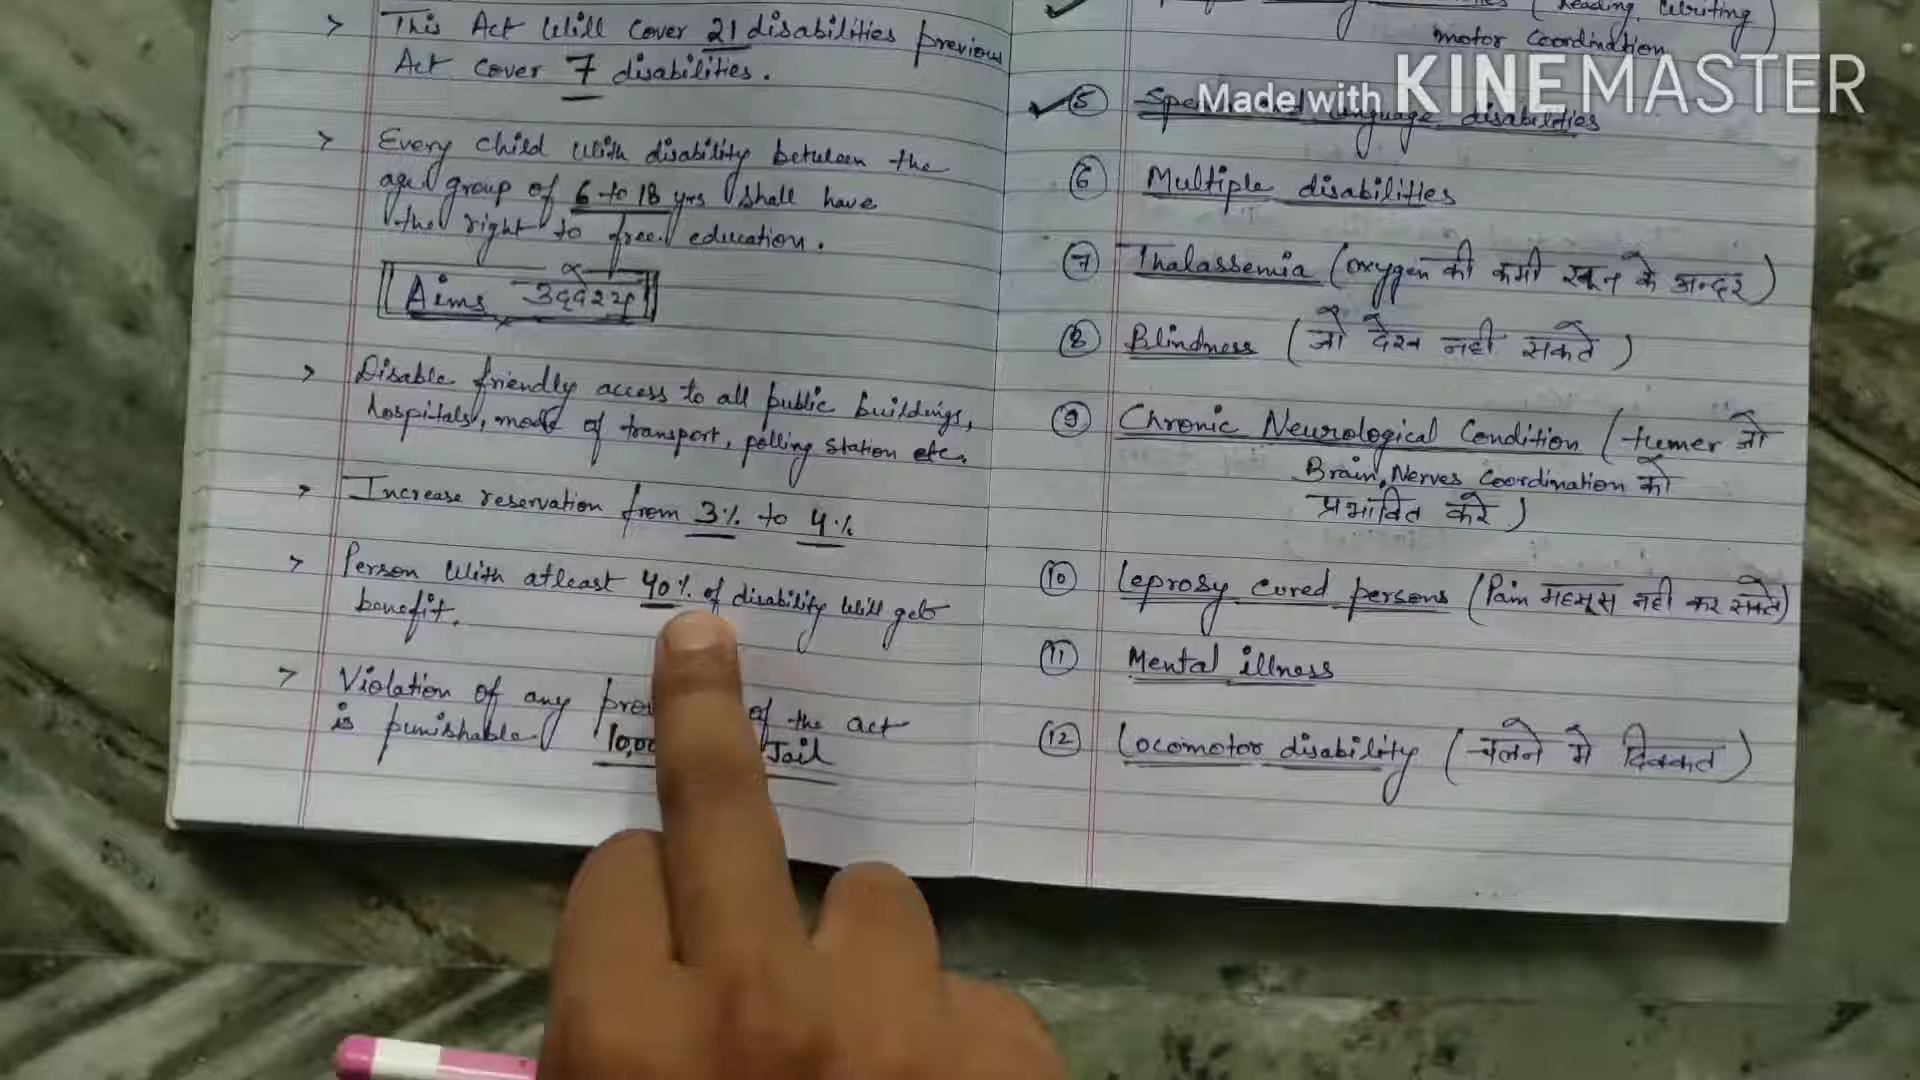 > This Act will cover 21 disabilities previous
Act cover 7 disabilities.
> Every child with disability between the
age group of 6 to 18 yrs shall have
the right to free education.
Aims उद्देश्य
> Disable friendly access to all public buildings,
hospitals, mode of transport, polling station etc.
> Increase reservation from 3% to 4%
> Person with atleast 40% of disability will get
benefit.
> Violation of any of the act
is punishable Jail
(Reading, Writing)
motor Coordination
⑤ language disabilities
⑥ Multiple disabilities
⑦ Thalassemia (oxygen की कमी खून के अन्दर)
⑧ Blindness (जो देख नही सकते)
⑨ Chronic Neurological Condition (tumer जो
Brain, Nerves Coordination को
प्रभावित करे)
⑩ Leprosy cured persons (Pain महसूस नही कर सकते)
⑪ Mental illness
⑫ Locomotor disability (चलने मे दिक्कत)
Made with KINEMASTER